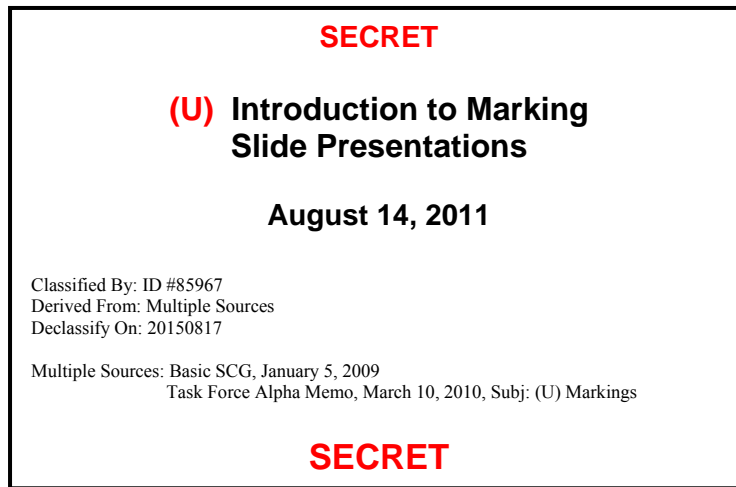 SECRET
(U) Introduction to Marking
Slide Presentations
August 14, 2011
Classified By: ID #85967
Derived From: Multiple Sources
Declassify On: 20150817
Multiple Sources: Basic SCG, January 5, 2009
Task Force Alpha Memo, March 10, 2010, Subj: (U) Markings
SECRET